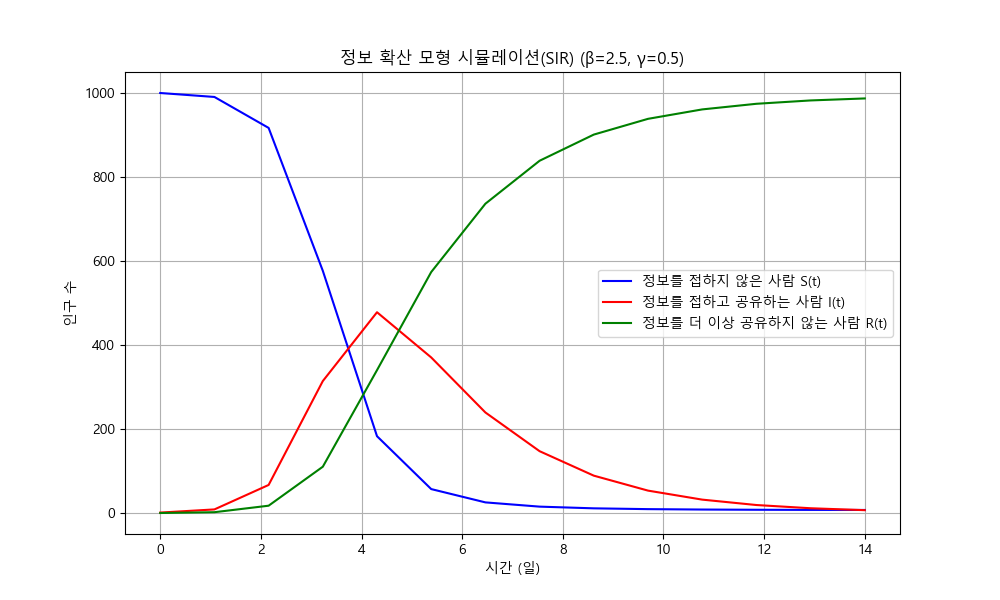 정보 확산 모형 시뮬레이션(SIR) (β=2.5, γ=0.5)
인구 수
1000
800
600
400
200
0
정보를 접하지 않은 사람 S(t)
정보를 접하고 공유하는 사람 I(t)
정보를 더 이상 공유하지 않는 사람 R(t)
0 2 4 6 8 10 12 14
시간 (일)